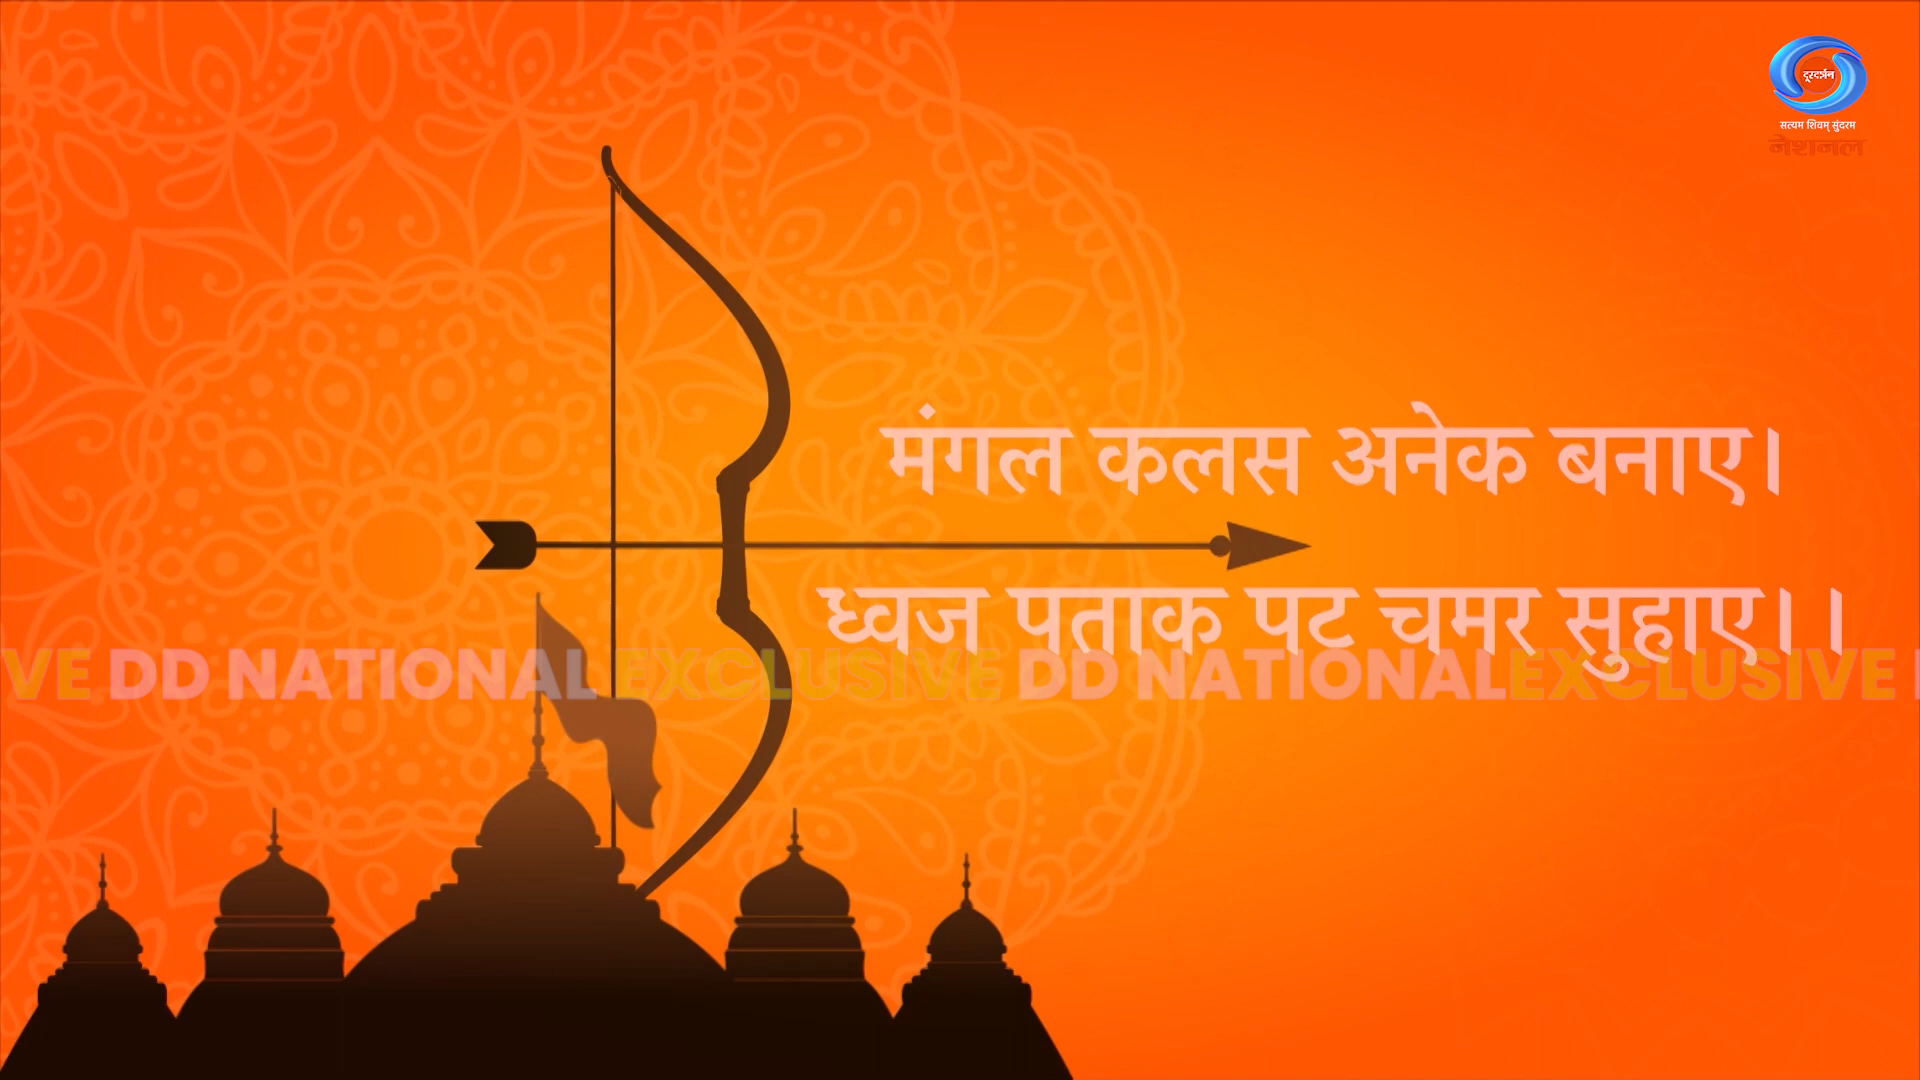 दूरदर्शन
सत्यम शिवम् सुंदरम
नेशनल
मंगल कलस अनेक बनाए।
ध्वज पताक पट चमर सुहाए।।
VE DD NATIONAL EXCLUSIVE DD NATIONAL EXCLUSIVE